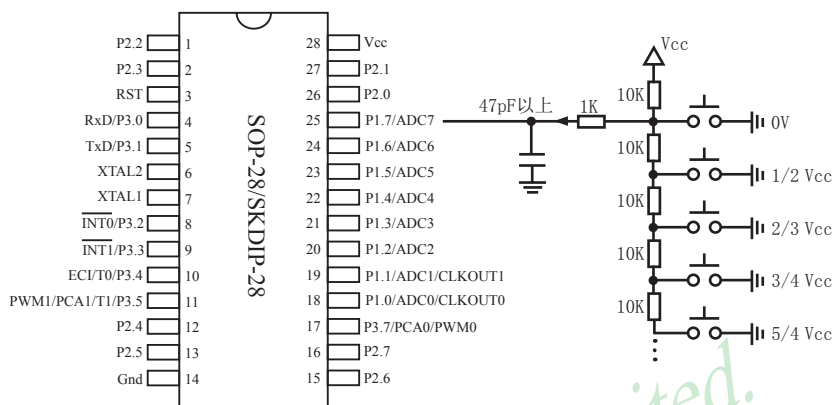 P2.2 1
P2.3 2
RST 3
RxD/P3.0 4
TxD/P3.1 5
XTAL2 6
XTAL1 7
INT0/P3.2 8
INT1/P3.3 9
ECI/T0/P3.4 10
PWM1/PCA1/T1/P3.5 11
P2.4 12
P2.5 13
Gnd 14
SOP-28/SKDIP-28
28 Vcc
27 P2.1
26 P2.0
25 P1.7/ADC7
24 P1.6/ADC6
23 P1.5/ADC5
22 P1.4/ADC4
21 P1.3/ADC3
20 P1.2/ADC2
19 P1.1/ADC1/CLKOUT1
18 P1.0/ADC0/CLKOUT0
17 P3.7/PCA0/PWM0
16 P2.7
15 P2.6
47pF以上
1K
Vcc
10K
0V
10K
1/2 Vcc
10K
2/3 Vcc
10K
3/4 Vcc
10K
5/4 Vcc
ited.